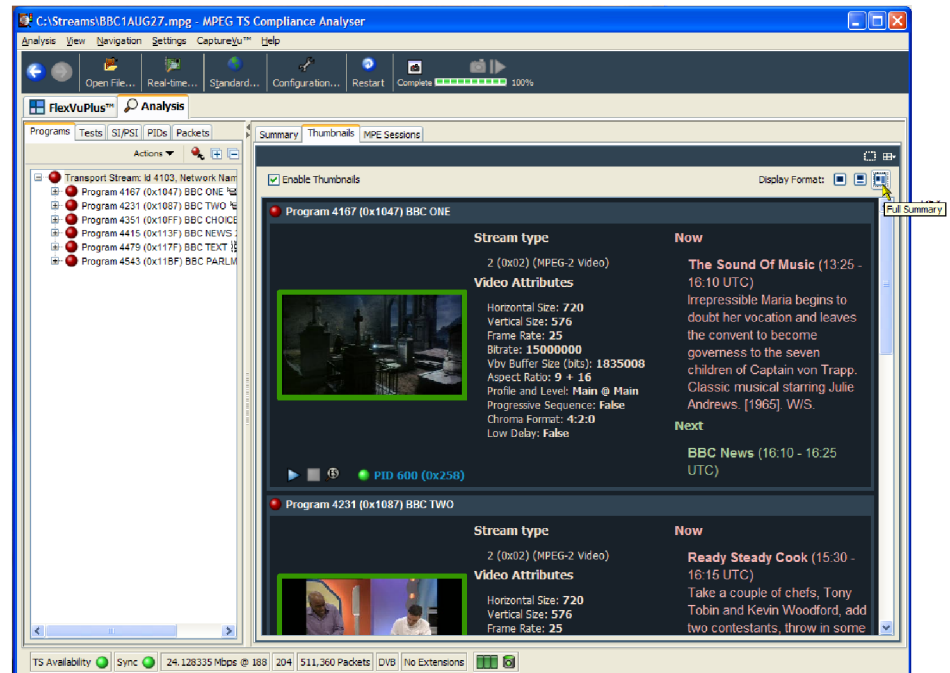 C:\Streams\BBC1AUG27.mpg - MPEG TS Compliance Analyser
Analysis View Navigation Settings CaptureVu™ Help
Open File... Real-time... Standard... Configuration... Restart Complete 100%
FlexVuPlus™ Analysis
Programs Tests SI/PSI PIDs Packets
Actions
Transport Stream: Id 4103, Network Nam
Program 4167 (0x1047) BBC ONE
Program 4231 (0x1087) BBC TWO
Program 4351 (0x10FF) BBC CHOICE
Program 4415 (0x113F) BBC NEWS
Program 4479 (0x117F) BBC TEXT
Program 4543 (0x11BF) BBC PARLM
Summary Thumbnails MPE Sessions
Enable Thumbnails
Display Format:
Full Summary
Program 4167 (0x1047) BBC ONE
Stream type
2 (0x02) (MPEG-2 Video)
Video Attributes
Horizontal Size: 720
Vertical Size: 576
Frame Rate: 25
Bitrate: 15000000
Vbv Buffer Size (bits): 1835008
Aspect Ratio: 9 + 16
Profile and Level: Main @ Main
Progressive Sequence: False
Chroma Format: 4:2:0
Low Delay: False
PID 600 (0x258)
Now
The Sound Of Music (13:25 -
16:10 UTC)
Irrepressible Maria begins to
doubt her vocation and leaves
the convent to become
governess to the seven
children of Captain von Trapp.
Classic musical starring Julie
Andrews. [1965]. W/S.
Next
BBC News (16:10 - 16:25
UTC)
Program 4231 (0x1087) BBC TWO
Stream type
2 (0x02) (MPEG-2 Video)
Video Attributes
Horizontal Size: 720
Vertical Size: 576
Frame Rate: 25
Now
Ready Steady Cook (15:30 -
16:15 UTC)
Take a couple of chefs, Tony
Tobin and Kevin Woodford, add
two contestants, throw in some
TS Availability Sync 24.128335 Mbps @ 188 204 511,360 Packets DVB No Extensions